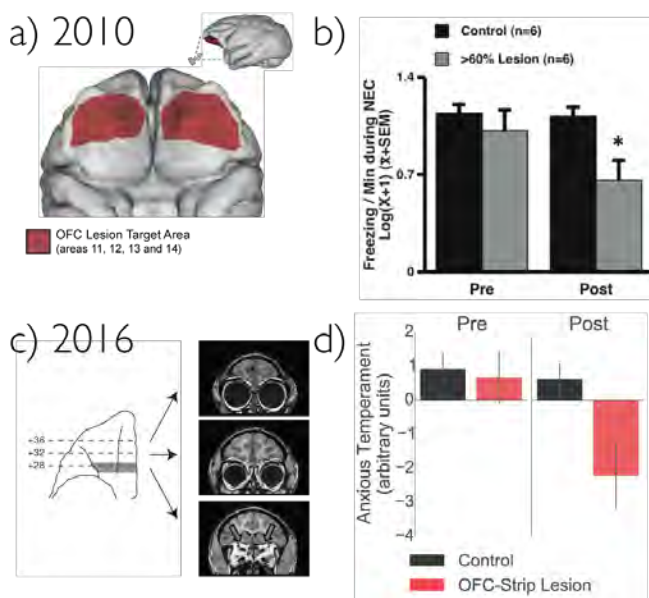 a) 2010
OFC Lesion Target Area
(areas 11, 12, 13 and 14)
b)
Control (n=6)
>60% Lesion (n=6)
Freezing / Min during NEC
Log(X+1) (x̄+SEM)
1.4
0.7
0
*
Pre
Post
c) 2016
+36
+32
+28
d)
Pre
Post
Anxious Temperament
(arbitrary units)
2
1
0
−1
−2
−3
−4
Control
OFC-Strip Lesion